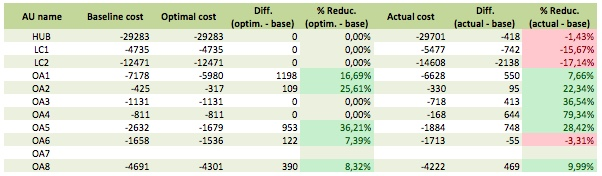 AU name Baseline cost Optimal cost Diff. (optim. - base) % Reduc. (optim. - base) Actual cost Diff. (actual - base) % Reduc. (actual - base)
HUB -29283 -29283 0 0,00% -29701 -418 -1,43%
LC1 -4735 -4735 0 0,00% -5477 -742 -15,67%
LC2 -12471 -12471 0 0,00% -14608 -2138 -17,14%
OA1 -7178 -5980 1198 16,69% -6628 550 7,66%
OA2 -425 -317 109 25,61% -330 95 22,34%
OA3 -1131 -1131 0 0,00% -718 413 36,54%
OA4 -811 -811 0 0,00% -168 644 79,34%
OA5 -2632 -1679 953 36,21% -1884 748 28,42%
OA6 -1658 -1536 122 7,39% -1713 -55 -3,31%
OA7
OA8 -4691 -4301 390 8,32% -4222 469 9,99%